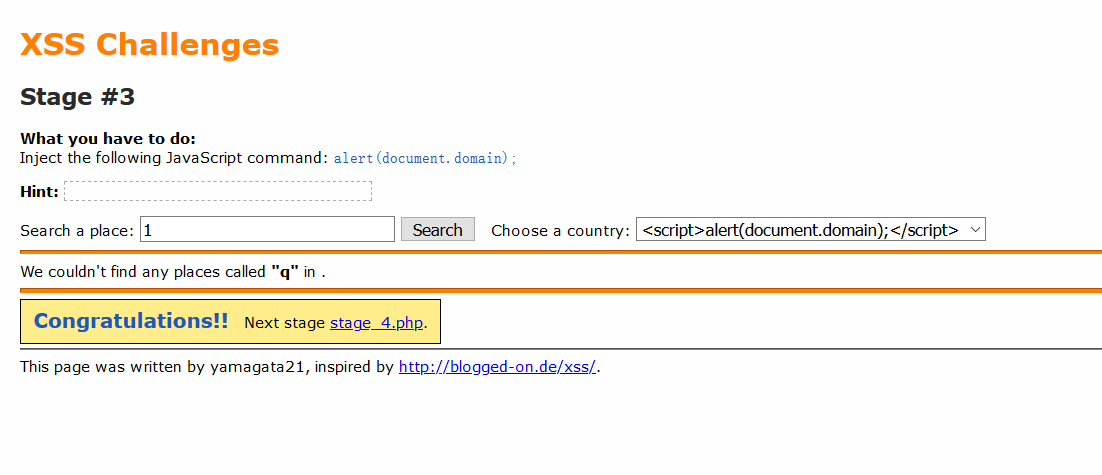 XSS Challenges
Stage #3
What you have to do:
Inject the following JavaScript command: alert(document.domain);
Hint:
Search a place: 1 Search Choose a country: <script>alert(document.domain);</script>
We couldn't find any places called "q" in .
Congratulations!! Next stage stage_4.php.
This page was written by yamagata21, inspired by http://blogged-on.de/xss/.